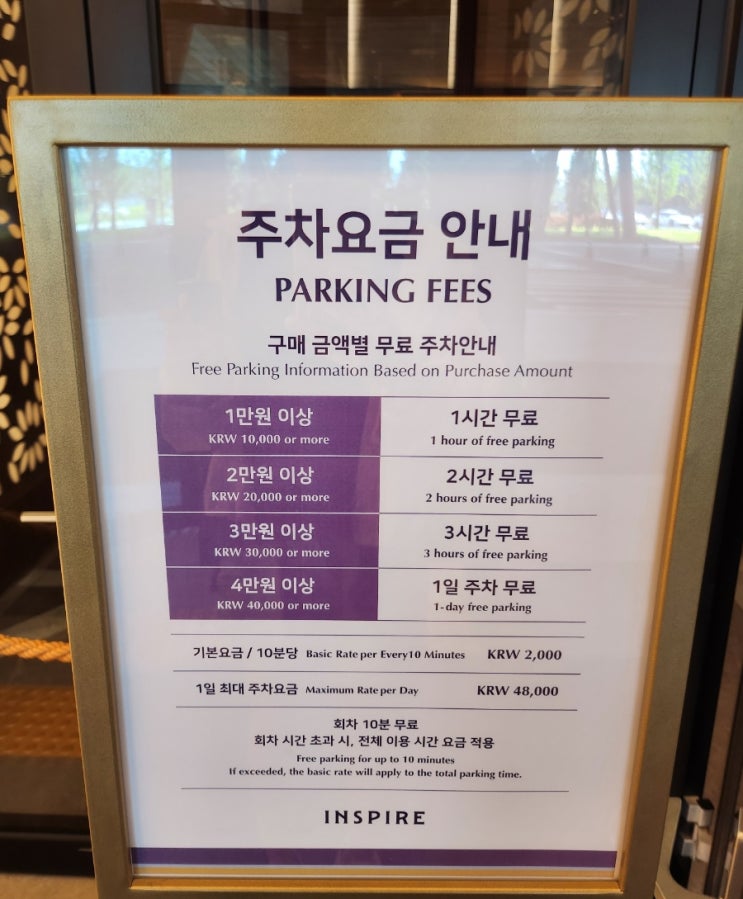 주차요금 안내
PARKING FEES
구매 금액별 무료 주차안내
Free Parking Information Based on Purchase Amount
1만원 이상 1시간 무료
KRW 10,000 or more 1 hour of free parking
2만원 이상 2시간 무료
KRW 20,000 or more 2 hours of free parking
3만원 이상 3시간 무료
KRW 30,000 or more 3 hours of free parking
4만원 이상 1일 주차 무료
KRW 40,000 or more 1-day free parking
기본요금 / 10분당 Basic Rate per Every10 Minutes KRW 2,000
1일 최대 주차요금 Maximum Rate per Day KRW 48,000
회차 10분 무료
회차 시간 초과 시, 전체 이용 시간 요금 적용
Free parking for up to 10 minutes
If exceeded, the basic rate will apply to the total parking time.
INSPIRE